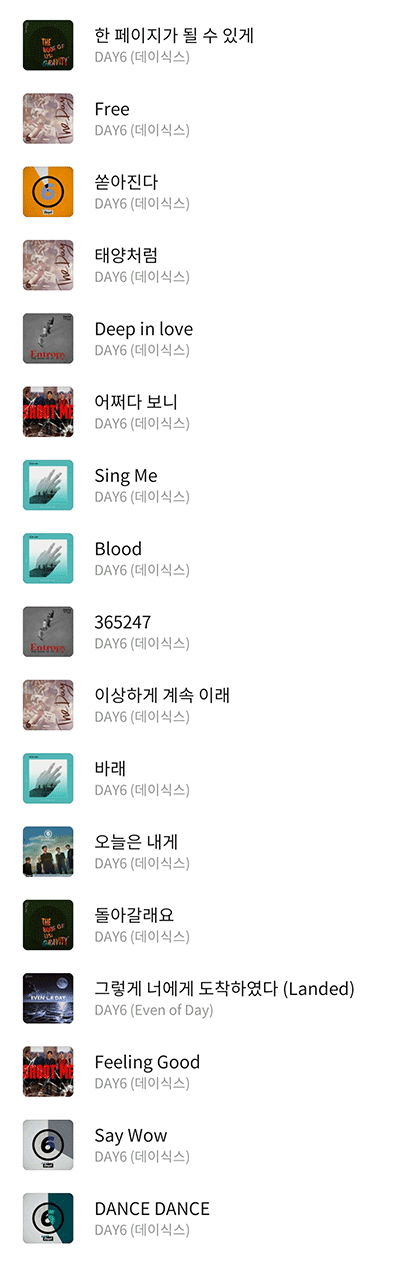 한 페이지가 될 수 있게
DAY6 (데이식스)
Free
DAY6 (데이식스)
쏟아진다
DAY6 (데이식스)
태양처럼
DAY6 (데이식스)
Deep in love
DAY6 (데이식스)
어쩌다 보니
DAY6 (데이식스)
Sing Me
DAY6 (데이식스)
Blood
DAY6 (데이식스)
365247
DAY6 (데이식스)
이상하게 계속 이래
DAY6 (데이식스)
바래
DAY6 (데이식스)
오늘은 내게
DAY6 (데이식스)
돌아갈래요
DAY6 (데이식스)
그렇게 너에게 도착하였다 (Landed)
DAY6 (Even of Day)
Feeling Good
DAY6 (데이식스)
Say Wow
DAY6 (데이식스)
DANCE DANCE
DAY6 (데이식스)